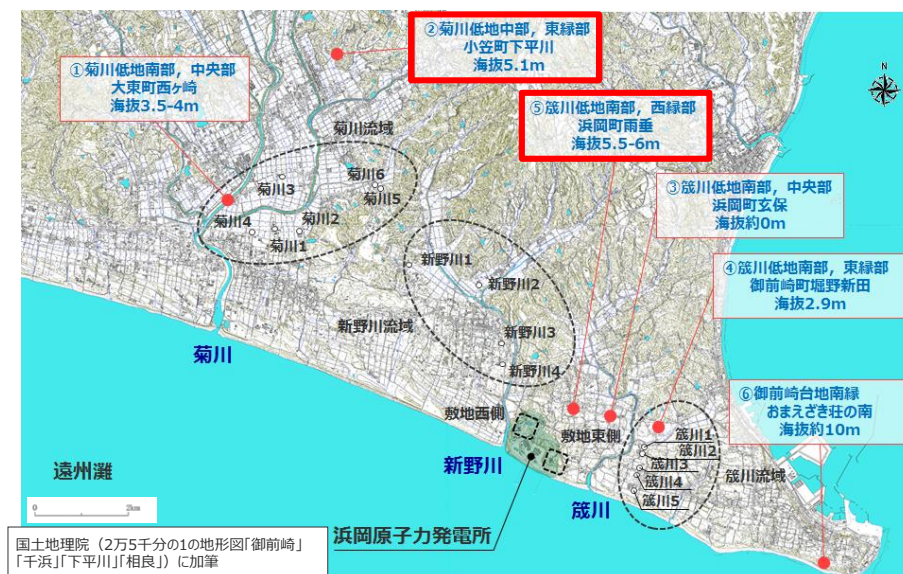 ②菊川低地中部，東縁部
小笠町下平川
海抜5.1m
①菊川低地南部，中央部
大東町西ヶ崎
海抜3.5-4m
N
⑤筬川低地南部，西縁部
浜岡町雨垂
海抜5.5-6m
菊川流域
菊川3
菊川6
菊川5
菊川4
菊川2
菊川1
③筬川低地南部，中央部
浜岡町玄保
海抜約0m
新野川1
新野川2
④筬川低地南部，東縁部
御前崎町堀野新田
海抜2.9m
新野川流域
新野川3
新野川4
菊川
⑥御前崎台地南縁
おまえざき荘の南
海抜約10m
敷地西側
敷地東側
筬川1
筬川2
筬川3
筬川4
筬川5
筬川流域
新野川
遠州灘
筬川
0 2km
浜岡原子力発電所
国土地理院（2万5千分の1の地形図「御前崎」
「千浜」「下平川」「相良」）に加筆